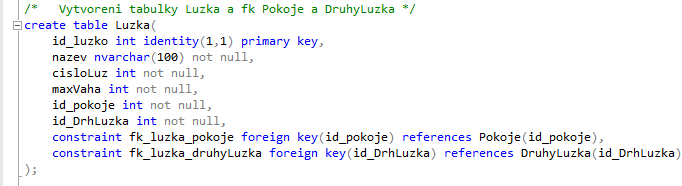 /*   Vytvoreni tabulky Luzka a fk Pokoje a DruhyLuzka */
create table Luzka(
    id_luzko int identity(1,1) primary key,
    nazev nvarchar(100) not null,
    cisloLuz int not null,
    maxVaha int not null,
    id_pokoje int not null,
    id_DrhLuzka int not null,
    constraint fk_luzka_pokoje foreign key(id_pokoje) references Pokoje(id_pokoje),
    constraint fk_luzka_druhyLuzka foreign key(id_DrhLuzka) references DruhyLuzka(id_DrhLuzka)
);